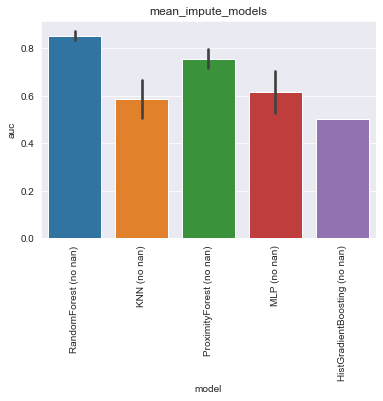 mean_impute_models
auc
0.8
0.6
0.4
0.2
0.0
RandomForest (no nan)
KNN (no nan)
ProximityForest (no nan)
MLP (no nan)
HistGradientBoosting (no nan)
model